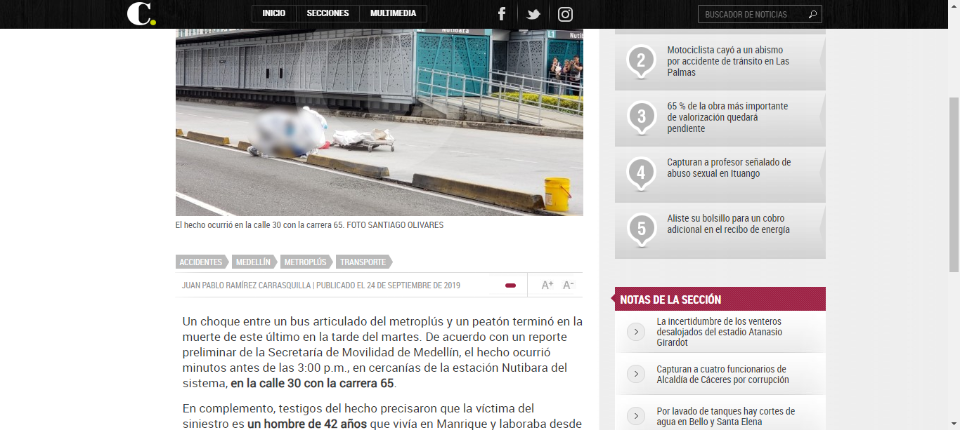 C.
INICIO
SECCIONES
MULTIMEDIA
BUSCADOR DE NOTICIAS
Nutibara
El hecho ocurrió en la calle 30 con la carrera 65. FOTO SANTIAGO OLIVARES
ACCIDENTES
MEDELLÍN
METROPLÚS
TRANSPORTE
JUAN PABLO RAMÍREZ CARRASQUILLA | PUBLICADO EL 24 DE SEPTIEMBRE DE 2019
A+
A-
Un choque entre un bus articulado del metroplús y un peatón terminó en la
muerte de este último en la tarde del martes. De acuerdo con un reporte
preliminar de la Secretaría de Movilidad de Medellín, el hecho ocurrió
minutos antes de las 3:00 p.m., en cercanías de la estación Nutibara del
sistema, en la calle 30 con la carrera 65.
En complemento, testigos del hecho precisaron que la víctima del
siniestro es un hombre de 42 años que vivía en Manrique y laboraba desde
2
Motociclista cayó a un abismo
por accidente de tránsito en Las
Palmas
3
65 % de la obra más importante
de valorización quedará
pendiente
4
Capturan a profesor señalado de
abuso sexual en Ituango
5
Aliste su bolsillo para un cobro
adicional en el recibo de energía
NOTAS DE LA SECCIÓN
La incertidumbre de los venteros
desalojados del estadio Atanasio
Girardot
Capturan a cuatro funcionarios de
Alcaldía de Cáceres por corrupción
Por lavado de tanques hay cortes de
agua en Bello y Santa Elena